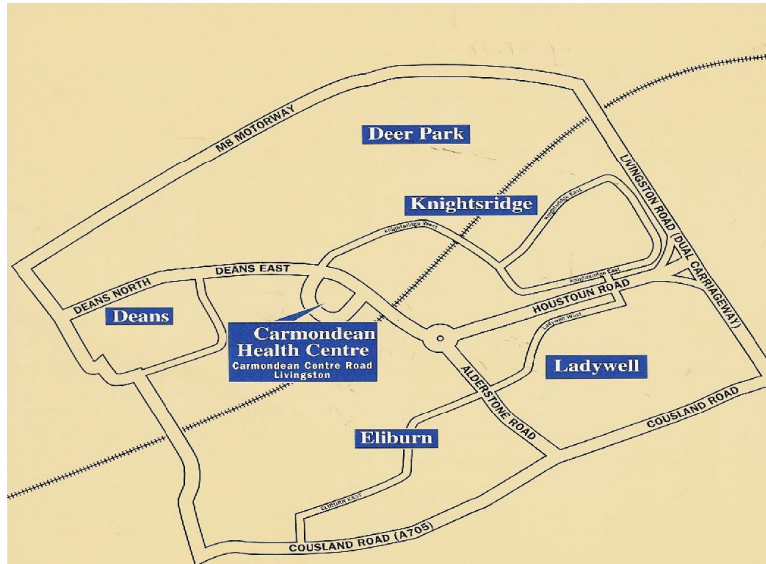 M8 MOTORWAY
Deer Park
LIVINGSTON ROAD (DUAL CARRIAGEWAY)
Knightsridge
Knightsridge East
Knightsridge West
DEANS EAST
DEANS NORTH
Knightsridge East
HOUSTOUN ROAD
Deans
Ladywell West
Carmondean
Health Centre
Carmondean Centre Road
Livingston
Ladywell
ALDERSTONE ROAD
COUSLAND ROAD
Eliburn
ELIBURN EAST
COUSLAND ROAD (A705)